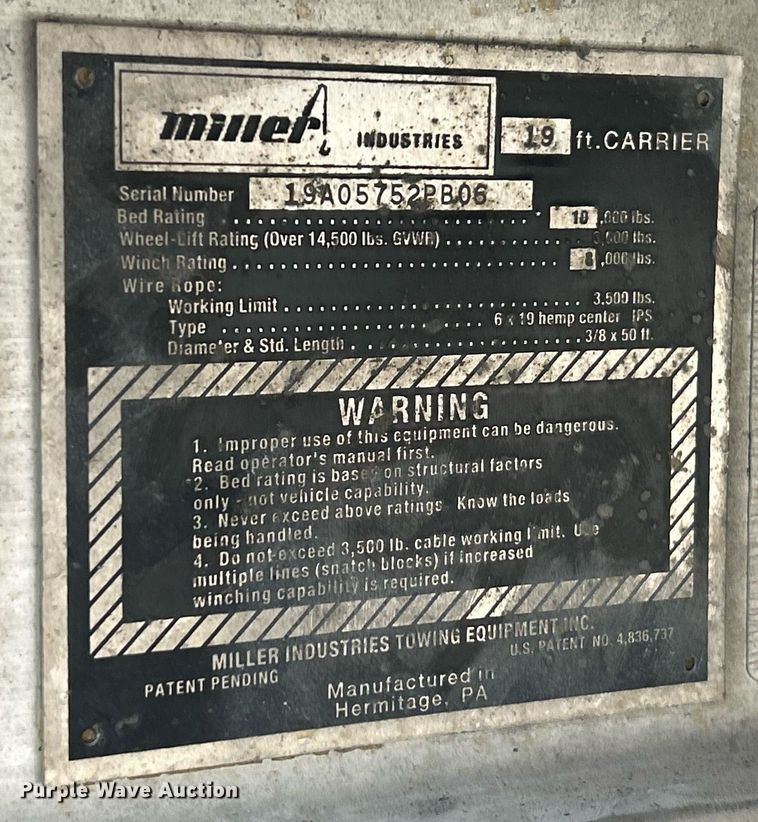 miller INDUSTRIES
19 ft. CARRIER
Serial Number 19A05752PB06
Bed Rating * 10,000 lbs.
Wheel-Lift Rating (Over 14,500 lbs. GVWR) ,000 lbs.
Winch Rating 8,000 lbs.
Wire Rope:
Working Limit 3,500 lbs.
Type 6 x 19 hemp center IPS
Diameter & Std. Length 3/8 x 50 ft.
WARNING
1. Improper use of this equipment can be dangerous.
Read operator's manual first.
*2. Bed rating is based on structural factors
only - not vehicle capability.
3. Never exceed above ratings. Know the loads
being handled.
4. Do not exceed 3,500 lb. cable working limit. Use
multiple lines (snatch blocks) if increased
winching capability is required.
MILLER INDUSTRIES TOWING EQUIPMENT INC.
PATENT PENDING U.S. PATENT NO. 4,836,737
Manufactured in
Hermitage, PA
Purple Wave Auction